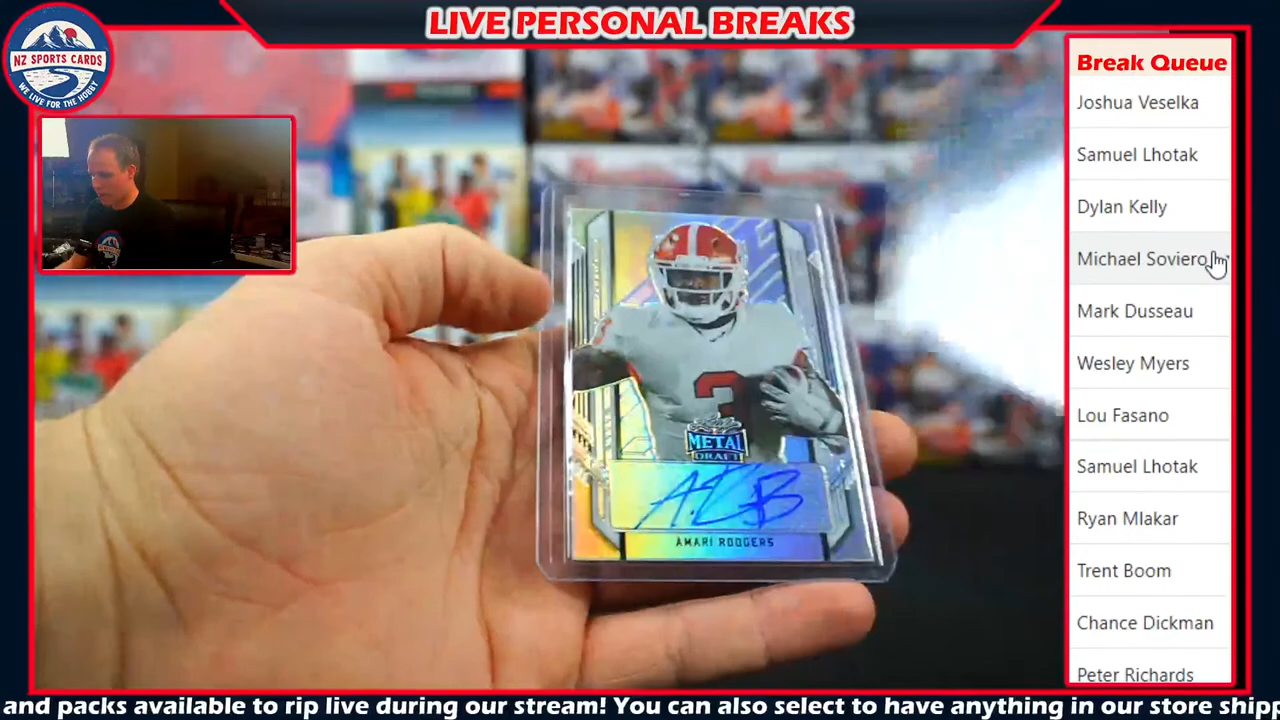 LIVE PERSONAL BREAKS
NZ SPORTS CARDS
WE LIVE FOR THE HOBBY
Break Queue
Joshua Veselka
Samuel Lhotak
Dylan Kelly
Michael Soviero
Mark Dusseau
Wesley Myers
Lou Fasano
Samuel Lhotak
Ryan Mlakar
Trent Boom
Chance Dickman
Peter Richards
3
Leaf
METAL
DRAFT
AMARI RODGERS
and packs available to rip live during our stream! You can also select to have anything in our store shipp